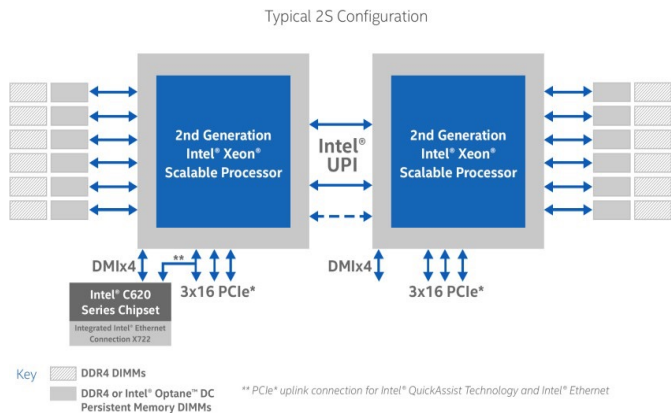 Typical 2S Configuration
2nd Generation
Intel® Xeon®
Scalable Processor
Intel®
UPI
2nd Generation
Intel® Xeon®
Scalable Processor
DMIx4
**
3x16 PCIe*
DMIx4
3x16 PCIe*
Intel® C620
Series Chipset
Integrated Intel® Ethernet
Connection X722
Key
DDR4 DIMMs
DDR4 or Intel® Optane™ DC
Persistent Memory DIMMs
** PCIe* uplink connection for Intel® QuickAssist Technology and Intel® Ethernet